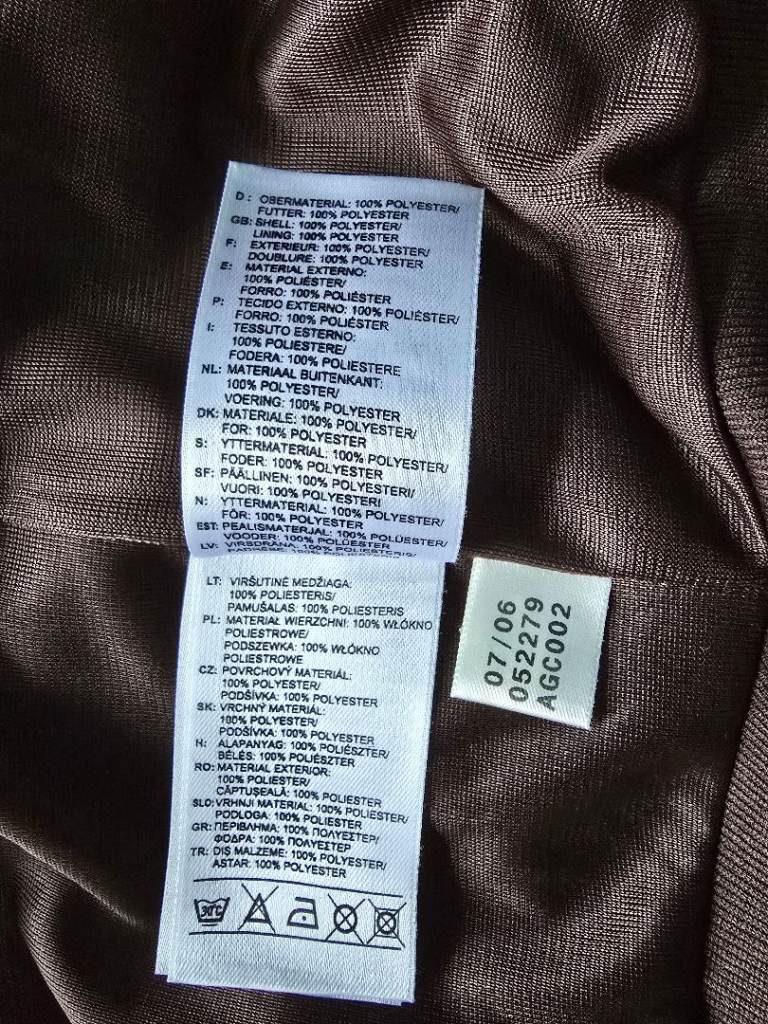 D: OBERMATERIAL: 100% POLYESTER/
FUTTER: 100% POLYESTER
GB: SHELL: 100% POLYESTER/
LINING: 100% POLYESTER
F: EXTERIEUR: 100% POLYESTER/
DOUBLURE: 100% POLYESTER
E: MATERIAL EXTERNO:
100% POLIÉSTER/
FORRO: 100% POLIÉSTER
P: TECIDO EXTERNO: 100% POLIÉSTER/
FORRO: 100% POLIÉSTER
I: TESSUTO ESTERNO:
100% POLIESTERE/
FODERA: 100% POLIESTERE
NL: MATERIAAL BUITENKANT:
100% POLYESTER/
VOERING: 100% POLYESTER
DK: MATERIALE: 100% POLYESTER/
FOR: 100% POLYESTER
S: YTTERMATERIAL: 100% POLYESTER/
FODER: 100% POLYESTER
SF: PÄÄLLINEN: 100% POLYESTERI/
VUORI: 100% POLYESTERI
N: YTTERMATERIAL: 100% POLYESTER/
FÔR: 100% POLYESTER
EST: PEALISMATERJAL: 100% POLÜESTER/
VOODER: 100% POLÜESTER
LV: VIRSDRĀNA: 100% POLIESTERIS/
LT: VIRŠUTINĖ MEDŽIAGA:
100% POLIESTERIS/
PAMUŠALAS: 100% POLIESTERIS
PL: MATERIAŁ WIERZCHNI: 100% WŁÓKNO
POLIESTROWE/
PODSZEWKA: 100% WŁÓKNO
POLIESTROWE
CZ: POVRCHOVÝ MATERIÁL:
100% POLYESTER/
PODŠÍVKA: 100% POLYESTER
SK: VRCHNÝ MATERIÁL:
100% POLYESTER/
PODŠÍVKA: 100% POLYESTER
H: ALAPANYAG: 100% POLIÉSZTER/
BÉLÉS: 100% POLIÉSZTER
RO: MATERIAL EXTERIOR:
100% POLIESTER/
CĂPTUŞEALĂ: 100% POLIESTER
SLO: VRHNJI MATERIAL: 100% POLIESTER/
PODLOGA: 100% POLIESTER
GR: ΠΕΡΙΒΛΗΜΑ: 100% ΠΟΛΥΕΣΤΕΡ/
ΦΟΔΡΑ: 100% ΠΟΛΥΕΣΤΕΡ
TR: DIŞ MALZEME: 100% POLYESTER/
ASTAR: 100% POLYESTER
30°C
07/06
052279
AGC002